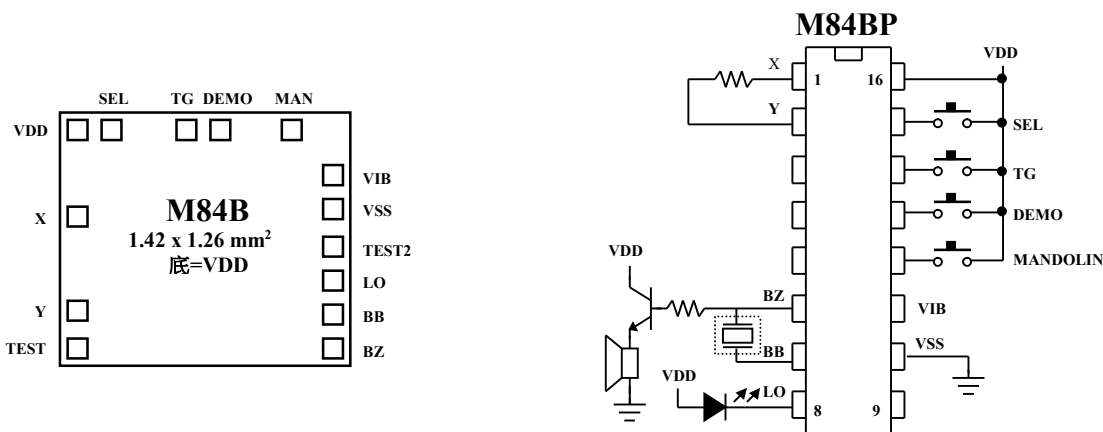 SEL
TG
DEMO
MAN
VDD
VIB
X
VSS
M84B
1.42 x 1.26 mm²
底=VDD
TEST2
LO
Y
BB
TEST
BZ
M84BP
VDD
X
1
16
Y
SEL
TG
DEMO
VDD
MANDOLIN
BZ
VIB
BB
VSS
VDD
LO
8
9